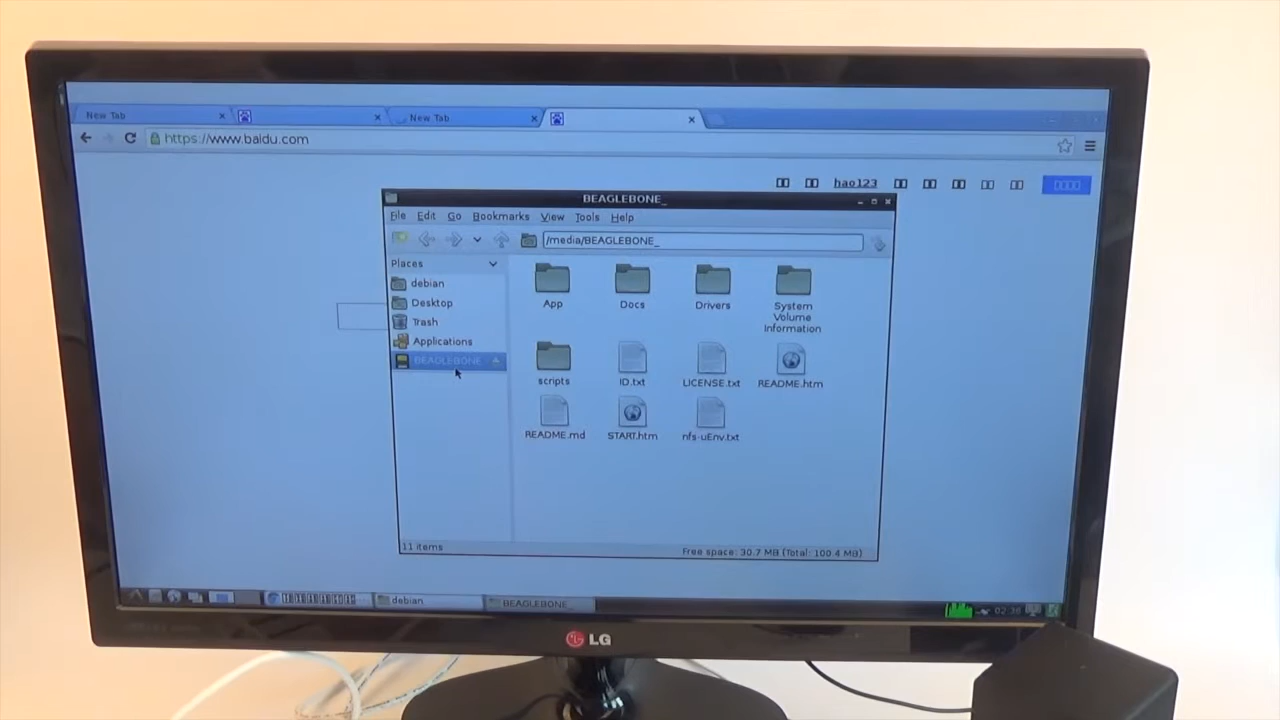 New Tab
New Tab
https://www.baidu.com
hao123
BEAGLEBONE_
File Edit Go Bookmarks View Tools Help
/media/BEAGLEBONE_
Places
debian
Desktop
Trash
Applications
BEAGLEBONE_
App Docs Drivers System Volume Information
scripts ID.txt LICENSE.txt README.htm
README.md START.htm nfs-uEnv.txt
11 items
Free space: 30.7 MB (Total: 100.4 MB)
debian
BEAGLEBONE_
02:36
LG